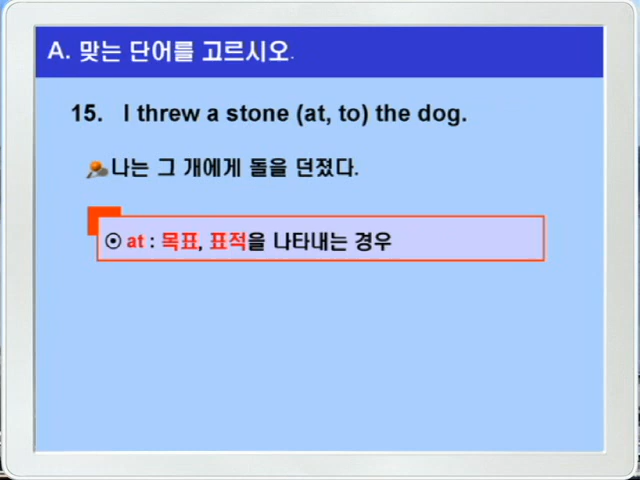 A. 맞는 단어를 고르시오.
15. I threw a stone (at, to) the dog.
나는 그 개에게 돌을 던졌다.
⊙ at : 목표, 표적을 나타내는 경우